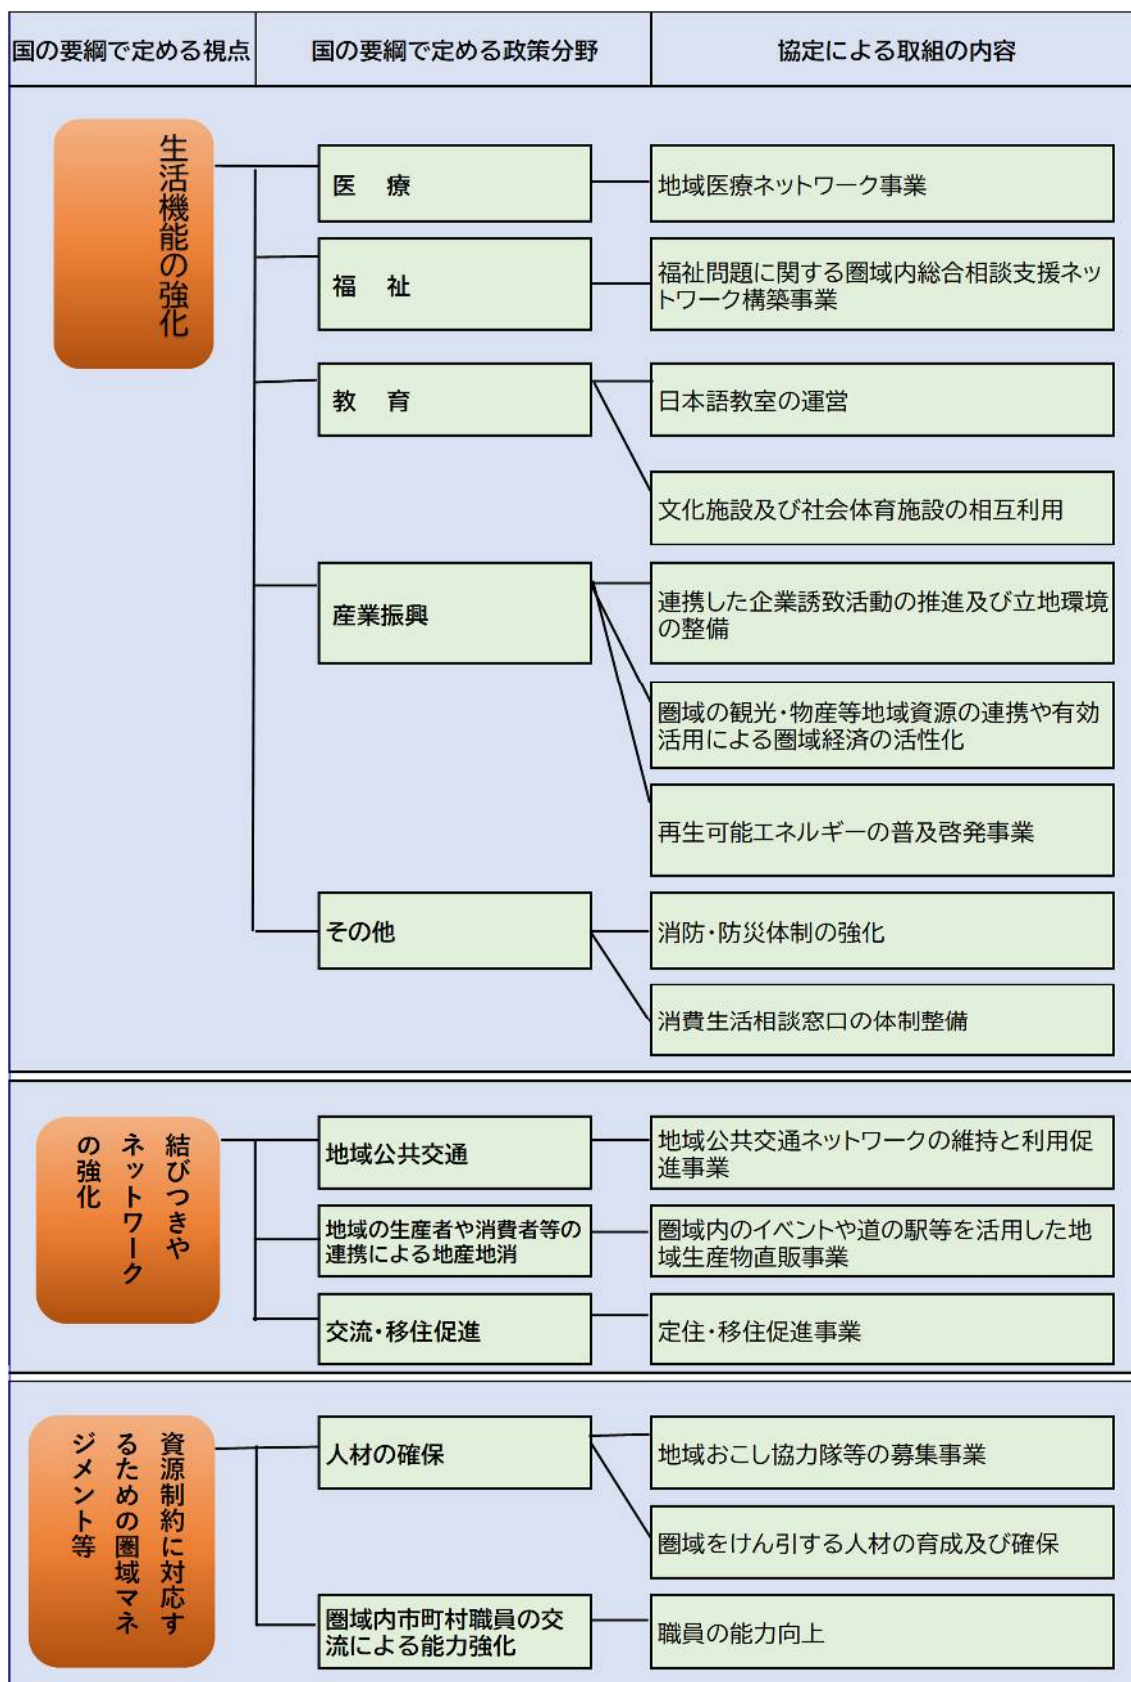 国の要綱で定める視点
国の要綱で定める政策分野
協定による取組の内容
生活機能の強化
医　療
地域医療ネットワーク事業
福　祉
福祉問題に関する圏域内総合相談支援ネッ
トワーク構築事業
教　育
日本語教室の運営
文化施設及び社会体育施設の相互利用
産業振興
連携した企業誘致活動の推進及び立地環境
の整備
圏域の観光・物産等地域資源の連携や有効
活用による圏域経済の活性化
再生可能エネルギーの普及啓発事業
その他
消防・防災体制の強化
消費生活相談窓口の体制整備
結びつきや
ネットワーク
の強化
地域公共交通
地域公共交通ネットワークの維持と利用促
進事業
地域の生産者や消費者等の
連携による地産地消
圏域内のイベントや道の駅等を活用した地
域生産物直販事業
交流・移住促進
定住・移住促進事業
資源制約に対応す
るための圏域マネ
ジメント等
人材の確保
地域おこし協力隊等の募集事業
圏域をけん引する人材の育成及び確保
圏域内市町村職員の交
流による能力強化
職員の能力向上